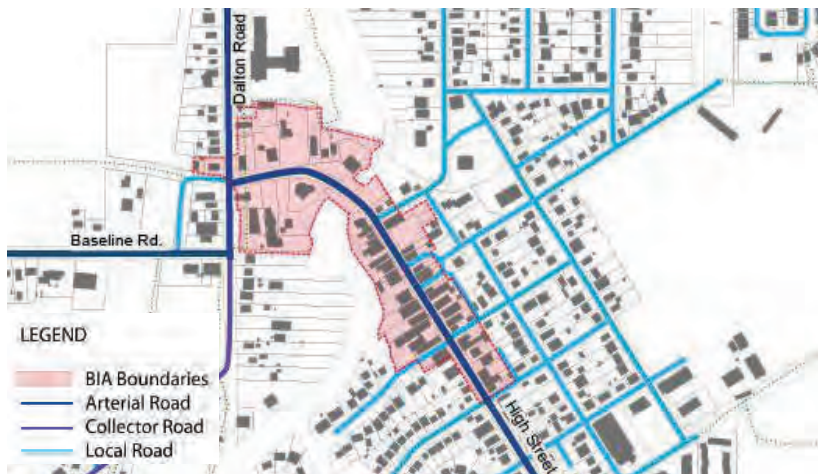 Dalton Road
Baseline Rd.
LEGEND
BIA Boundaries
Arterial Road
Collector Road
Local Road
High Street